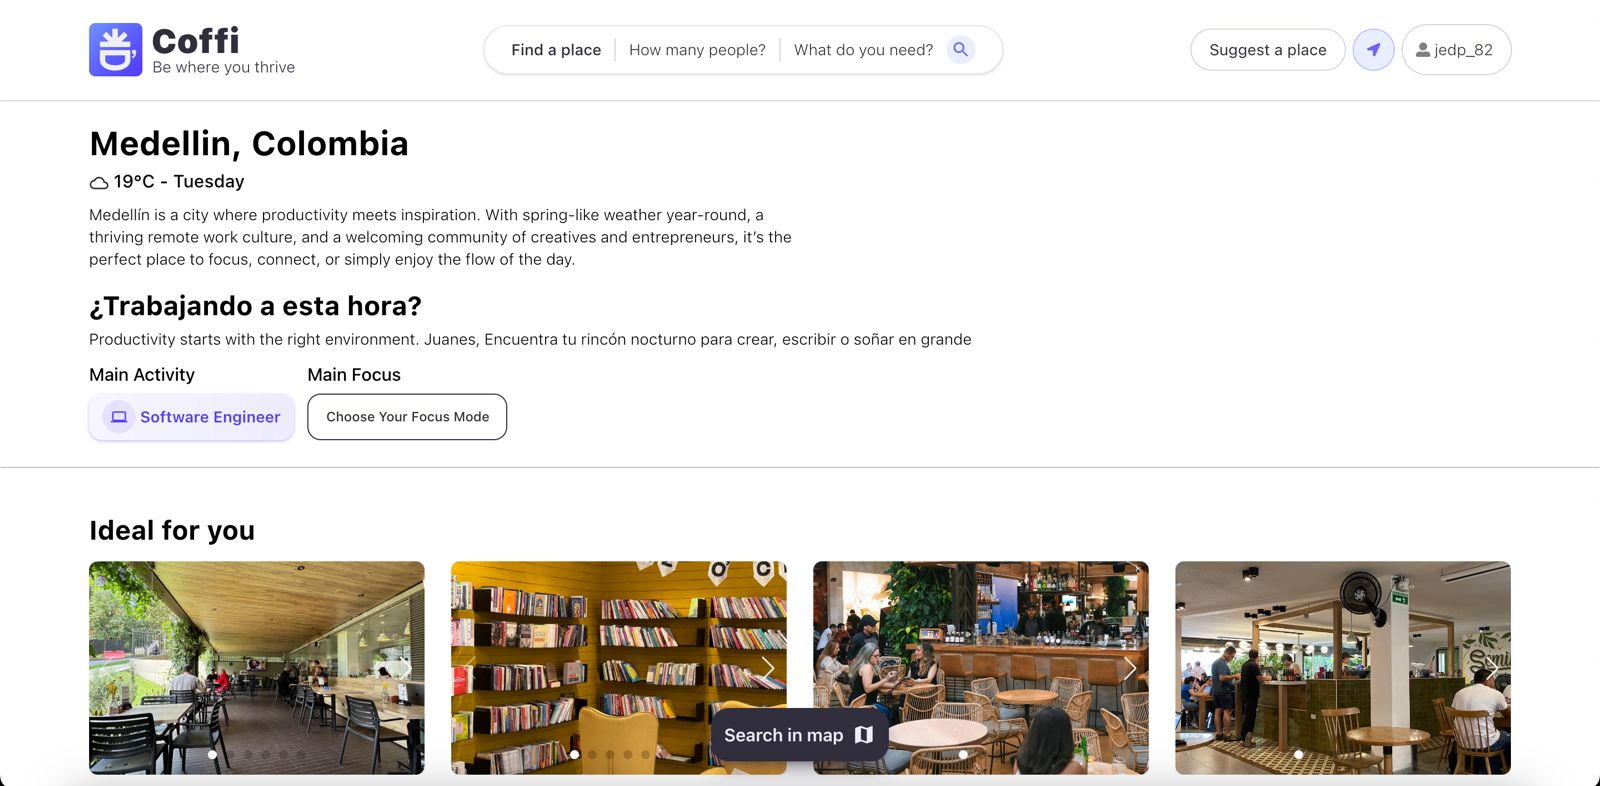 Coffi
Be where you thrive
Find a place
How many people?
What do you need?
Suggest a place
jedp_82
Medellin, Colombia
19°C - Tuesday
Medellín is a city where productivity meets inspiration. With spring-like weather year-round, a
thriving remote work culture, and a welcoming community of creatives and entrepreneurs, it’s the
perfect place to focus, connect, or simply enjoy the flow of the day.
¿Trabajando a esta hora?
Productivity starts with the right environment. Juanes, Encuentra tu rincón nocturno para crear, escribir o soñar en grande
Main Activity
Main Focus
Software Engineer
Choose Your Focus Mode
Ideal for you
Search in map